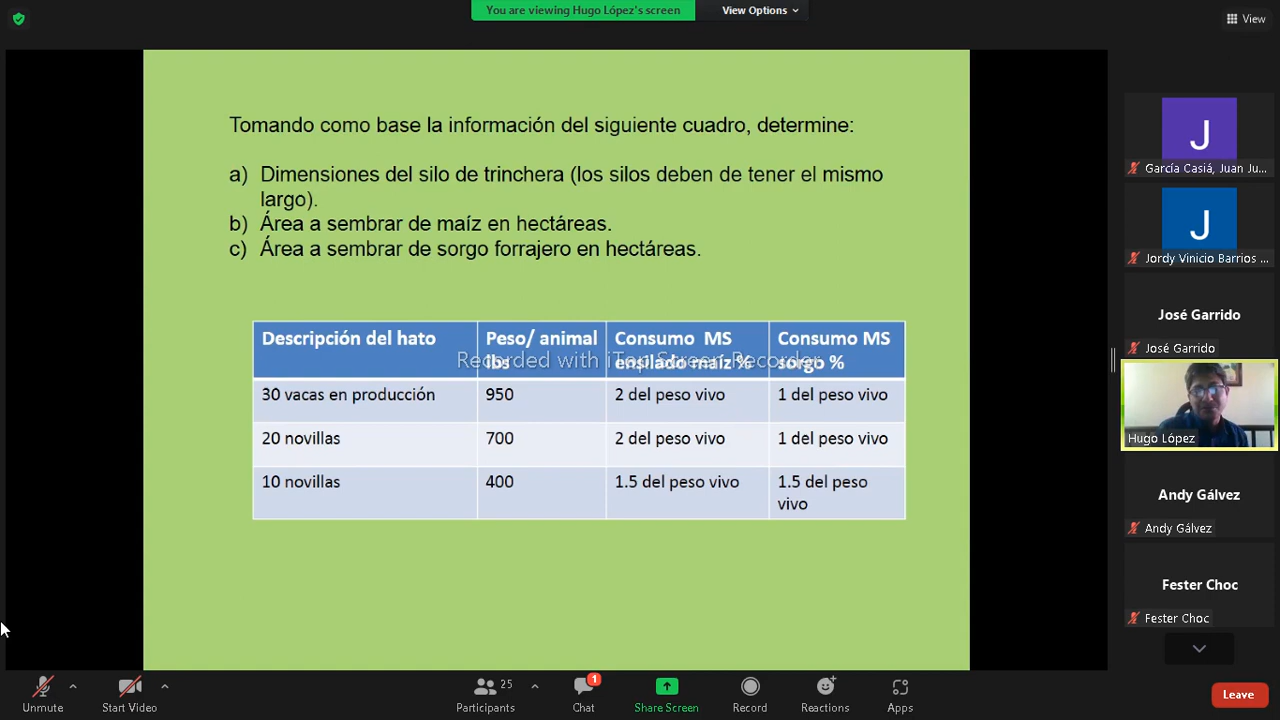 You are viewing Hugo López's screen
View Options
View
Tomando como base la información del siguiente cuadro, determine:
a) Dimensiones del silo de trinchera (los silos deben de tener el mismo
largo).
b) Área a sembrar de maíz en hectáreas.
c) Área a sembrar de sorgo forrajero en hectáreas.
Descripción del hato Peso/ animal lbs Consumo MS ensilado maíz % Consumo MS sorgo %
Recorded with iTop Screen Recorder
30 vacas en producción 950 2 del peso vivo 1 del peso vivo
20 novillas 700 2 del peso vivo 1 del peso vivo
10 novillas 400 1.5 del peso vivo 1.5 del peso vivo
J
García Casiá, Juan Ju...
J
Jordy Vinicio Barrios ...
José Garrido
José Garrido
Hugo López
Andy Gálvez
Andy Gálvez
Fester Choc
Fester Choc
Unmute
Start Video
25
Participants
1
Chat
Share Screen
Record
Reactions
Apps
Leave